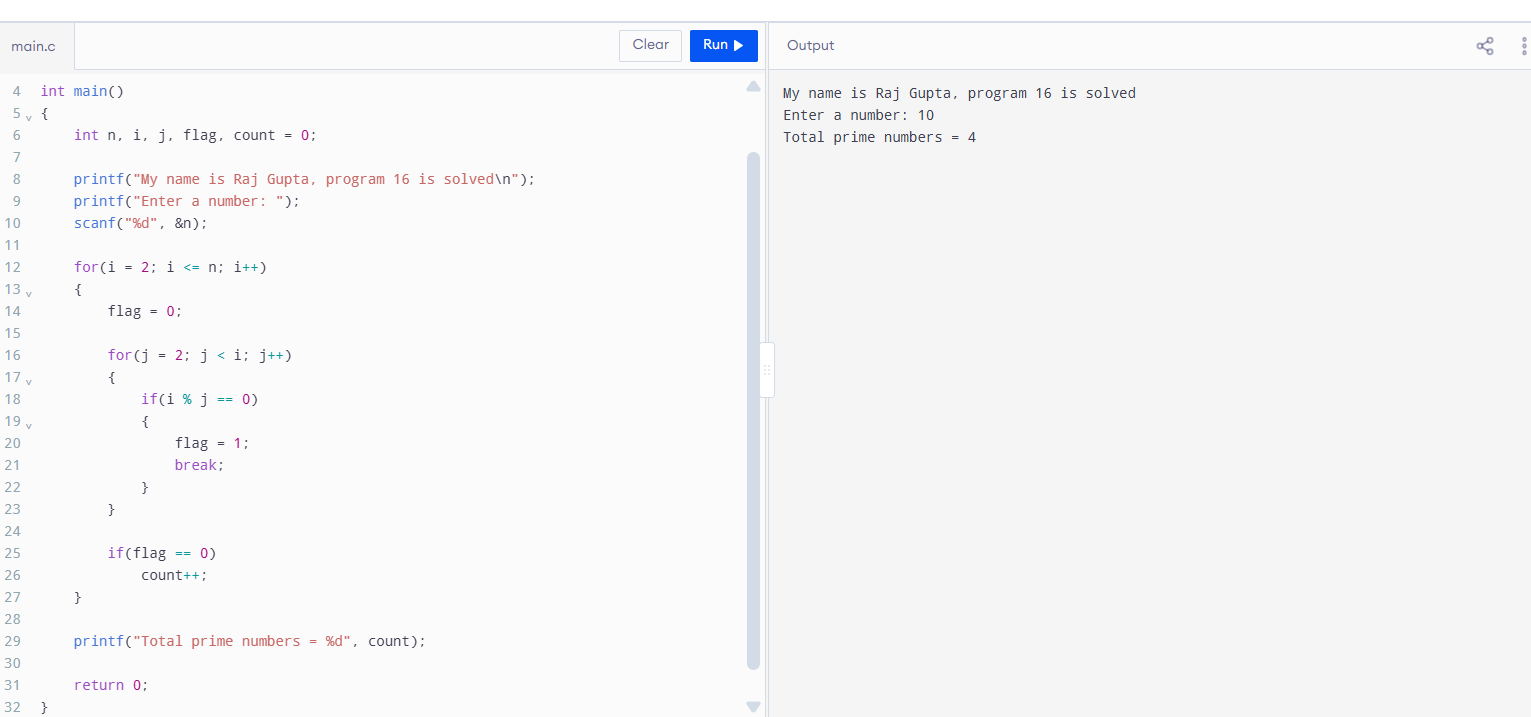 main.c
Clear
Run
Output
4 int main()
5 {
6     int n, i, j, flag, count = 0;
7
8     printf("My name is Raj Gupta, program 16 is solved\n");
9     printf("Enter a number: ");
10     scanf("%d", &n);
11
12     for(i = 2; i <= n; i++)
13     {
14         flag = 0;
15
16         for(j = 2; j < i; j++)
17         {
18             if(i % j == 0)
19             {
20                 flag = 1;
21                 break;
22             }
23         }
24
25         if(flag == 0)
26             count++;
27     }
28
29     printf("Total prime numbers = %d", count);
30
31     return 0;
32 }
My name is Raj Gupta, program 16 is solved
Enter a number: 10
Total prime numbers = 4